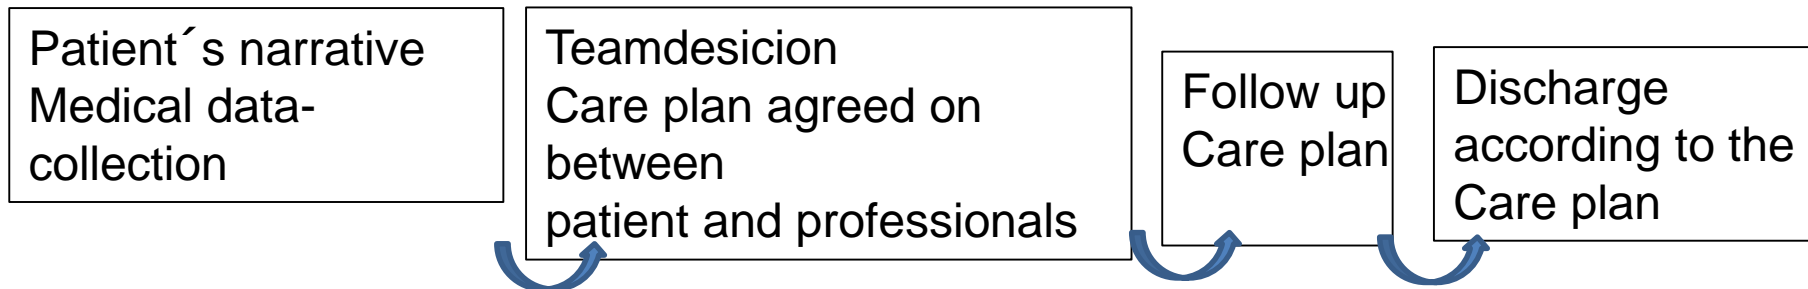 Patient´s narrative
Medical data-
collection
Teamdesicion
Care plan agreed on
between
patient and professionals
Follow up
Care plan
Discharge
according to the
Care plan